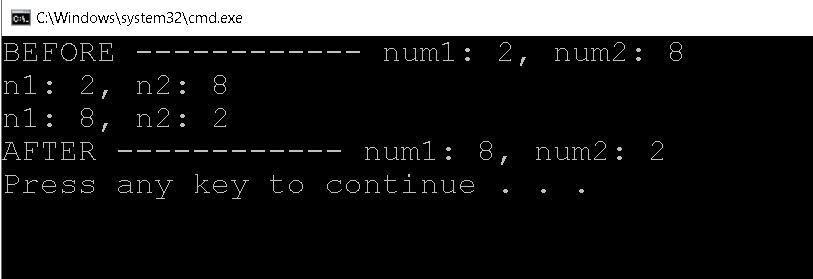 C:\Windows\system32\cmd.exe
BEFORE ------------ num1: 2, num2: 8
n1: 2, n2: 8
n1: 8, n2: 2
AFTER ------------ num1: 8, num2: 2
Press any key to continue . . .